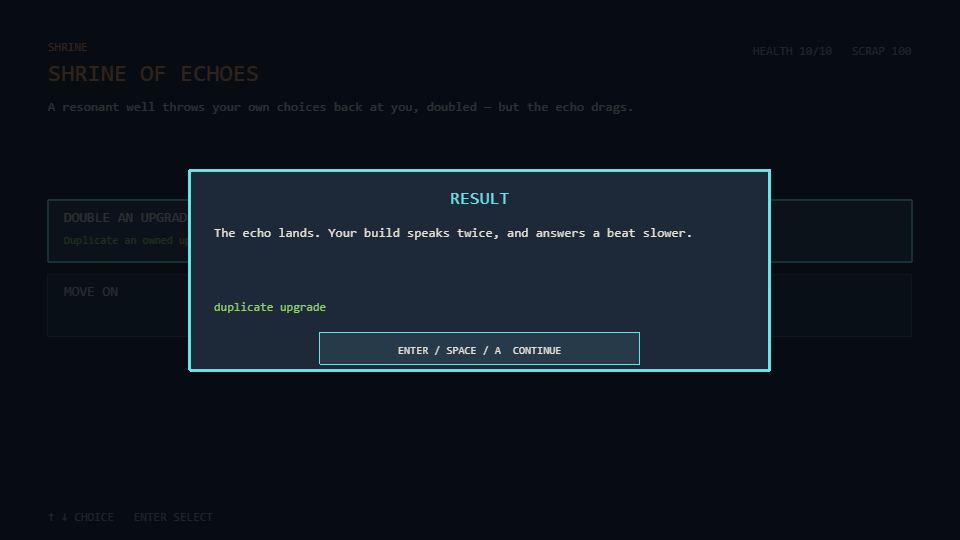 SHRINE
SHRINE OF ECHOES
HEALTH 10/10 SCRAP 100
A resonant well throws your own choices back at you, doubled — but the echo drags.
DOUBLE AN UPGRAD
Duplicate an owned up
MOVE ON
RESULT
The echo lands. Your build speaks twice, and answers a beat slower.
duplicate upgrade
ENTER / SPACE / A CONTINUE
↑ ↓ CHOICE ENTER SELECT